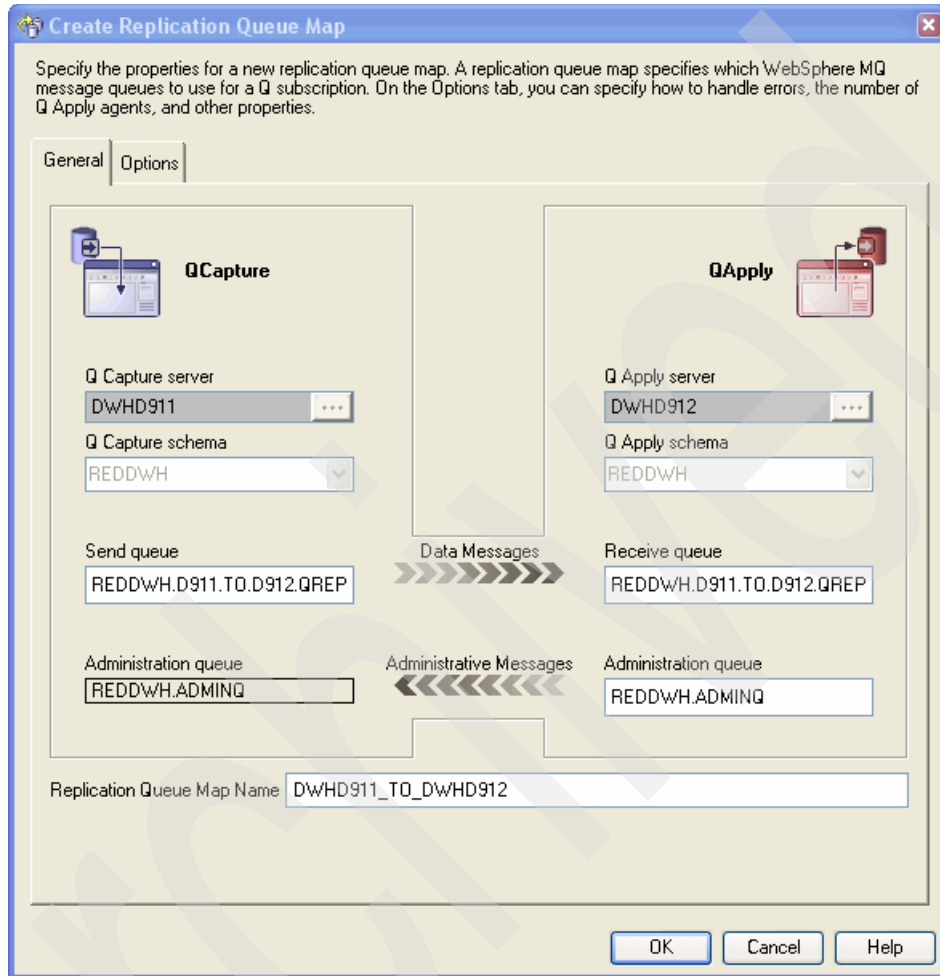 Create Replication Queue Map
Specify the properties for a new replication queue map. A replication queue map specifies which WebSphere MQ
message queues to use for a Q subscription. On the Options tab, you can specify how to handle errors, the number of
Q Apply agents, and other properties.
General Options
QCapture QApply
Q Capture server Q Apply server
DWHD911 ... DWHD912 ...
Q Capture schema Q Apply schema
REDDWH REDDWH
Send queue Data Messages Receive queue
REDDWH.D911.TO.D912.QREP REDDWH.D911.TO.D912.QREP
Administration queue Administrative Messages Administration queue
REDDWH.ADMINQ REDDWH.ADMINQ
Replication Queue Map Name DWHD911_TO_DWHD912
OK Cancel Help